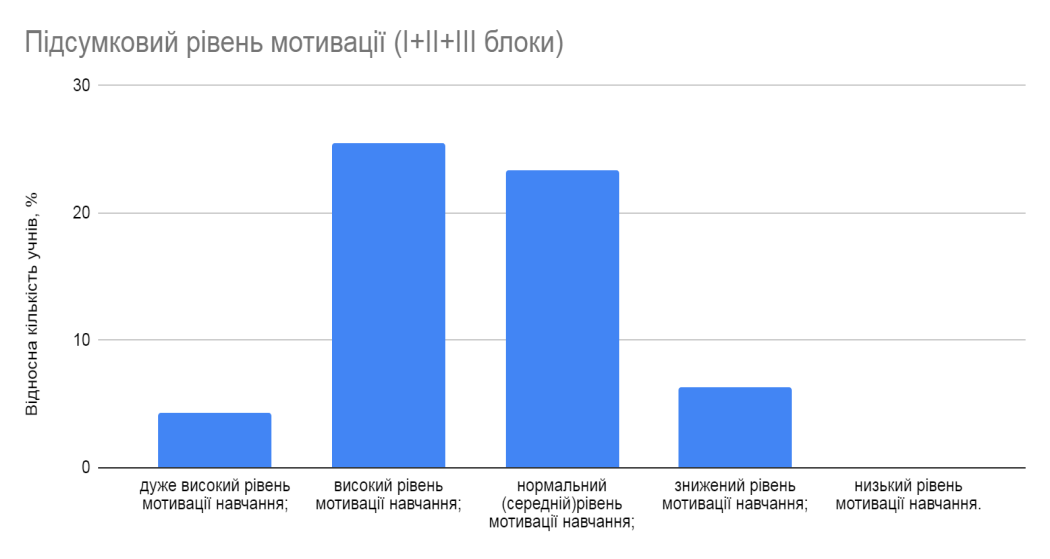 Підсумковий рівень мотивації (I+II+III блоки)
30
20
10
0
Відносна кількість учнів, %
дуже високий рівень
мотивації навчання;
високий рівень
мотивації навчання;
нормальний
(середній)рівень
мотивації навчання;
знижений рівень
мотивації навчання;
низький рівень
мотивації навчання.